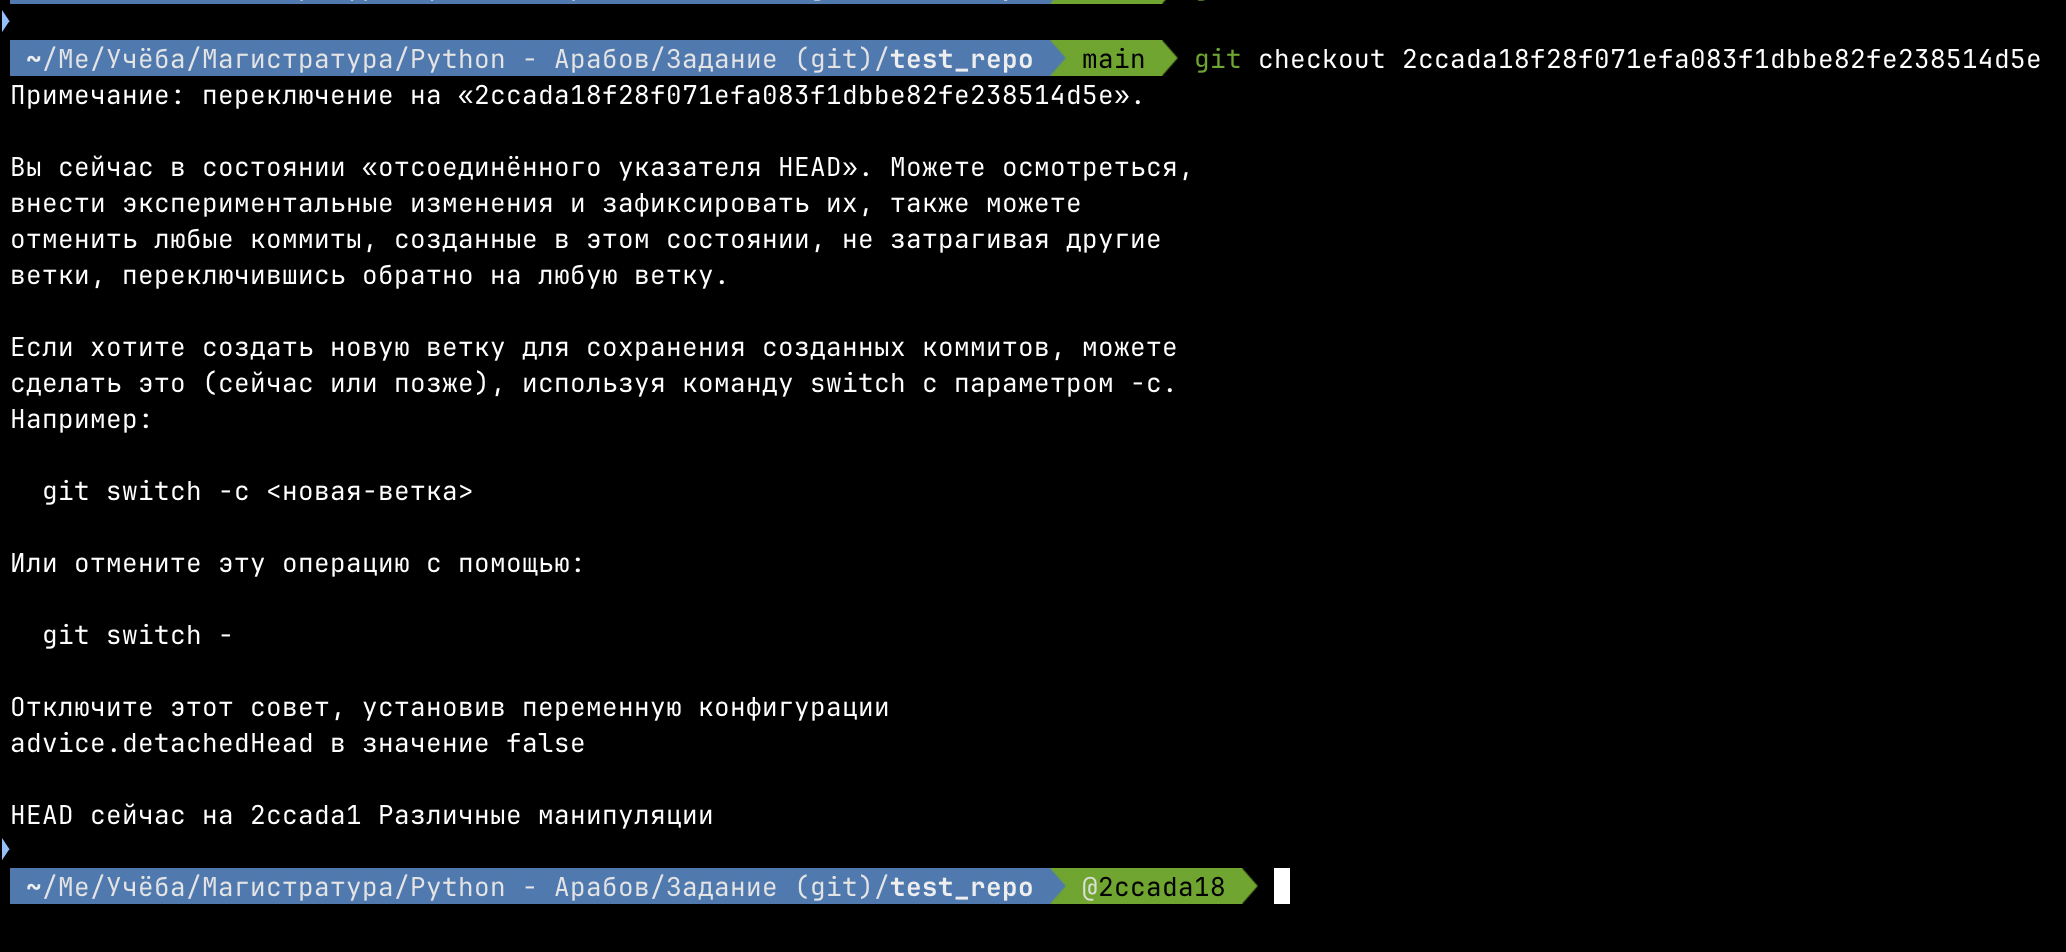 ~/Me/Учёба/Магистратура/Python - Арабов/Задание (git)/test_repo main git checkout 2ccada18f28f071efa083f1dbbe82fe238514d5e
Примечание: переключение на «2ccada18f28f071efa083f1dbbe82fe238514d5e».
Вы сейчас в состоянии «отсоединённого указателя HEAD». Можете осмотреться,
внести экспериментальные изменения и зафиксировать их, также можете
отменить любые коммиты, созданные в этом состоянии, не затрагивая другие
ветки, переключившись обратно на любую ветку.
Если хотите создать новую ветку для сохранения созданных коммитов, можете
сделать это (сейчас или позже), используя команду switch с параметром -c.
Например:
git switch -c <новая-ветка>
Или отмените эту операцию с помощью:
git switch -
Отключите этот совет, установив переменную конфигурации
advice.detachedHead в значение false
HEAD сейчас на 2ccada1 Различные манипуляции
~/Me/Учёба/Магистратура/Python - Арабов/Задание (git)/test_repo @2ccada18